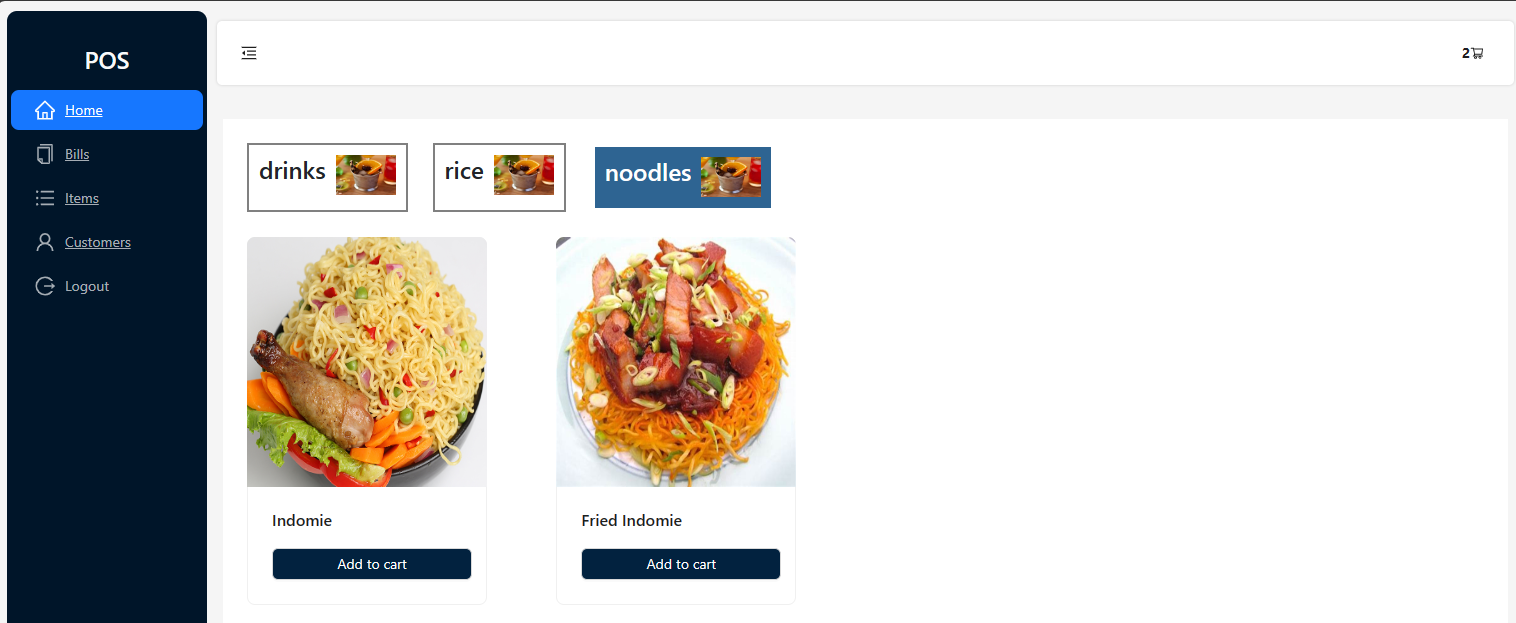 POS
Home
Bills
Items
Customers
Logout
2
drinks
rice
noodles
Indomie
Add to cart
Fried Indomie
Add to cart